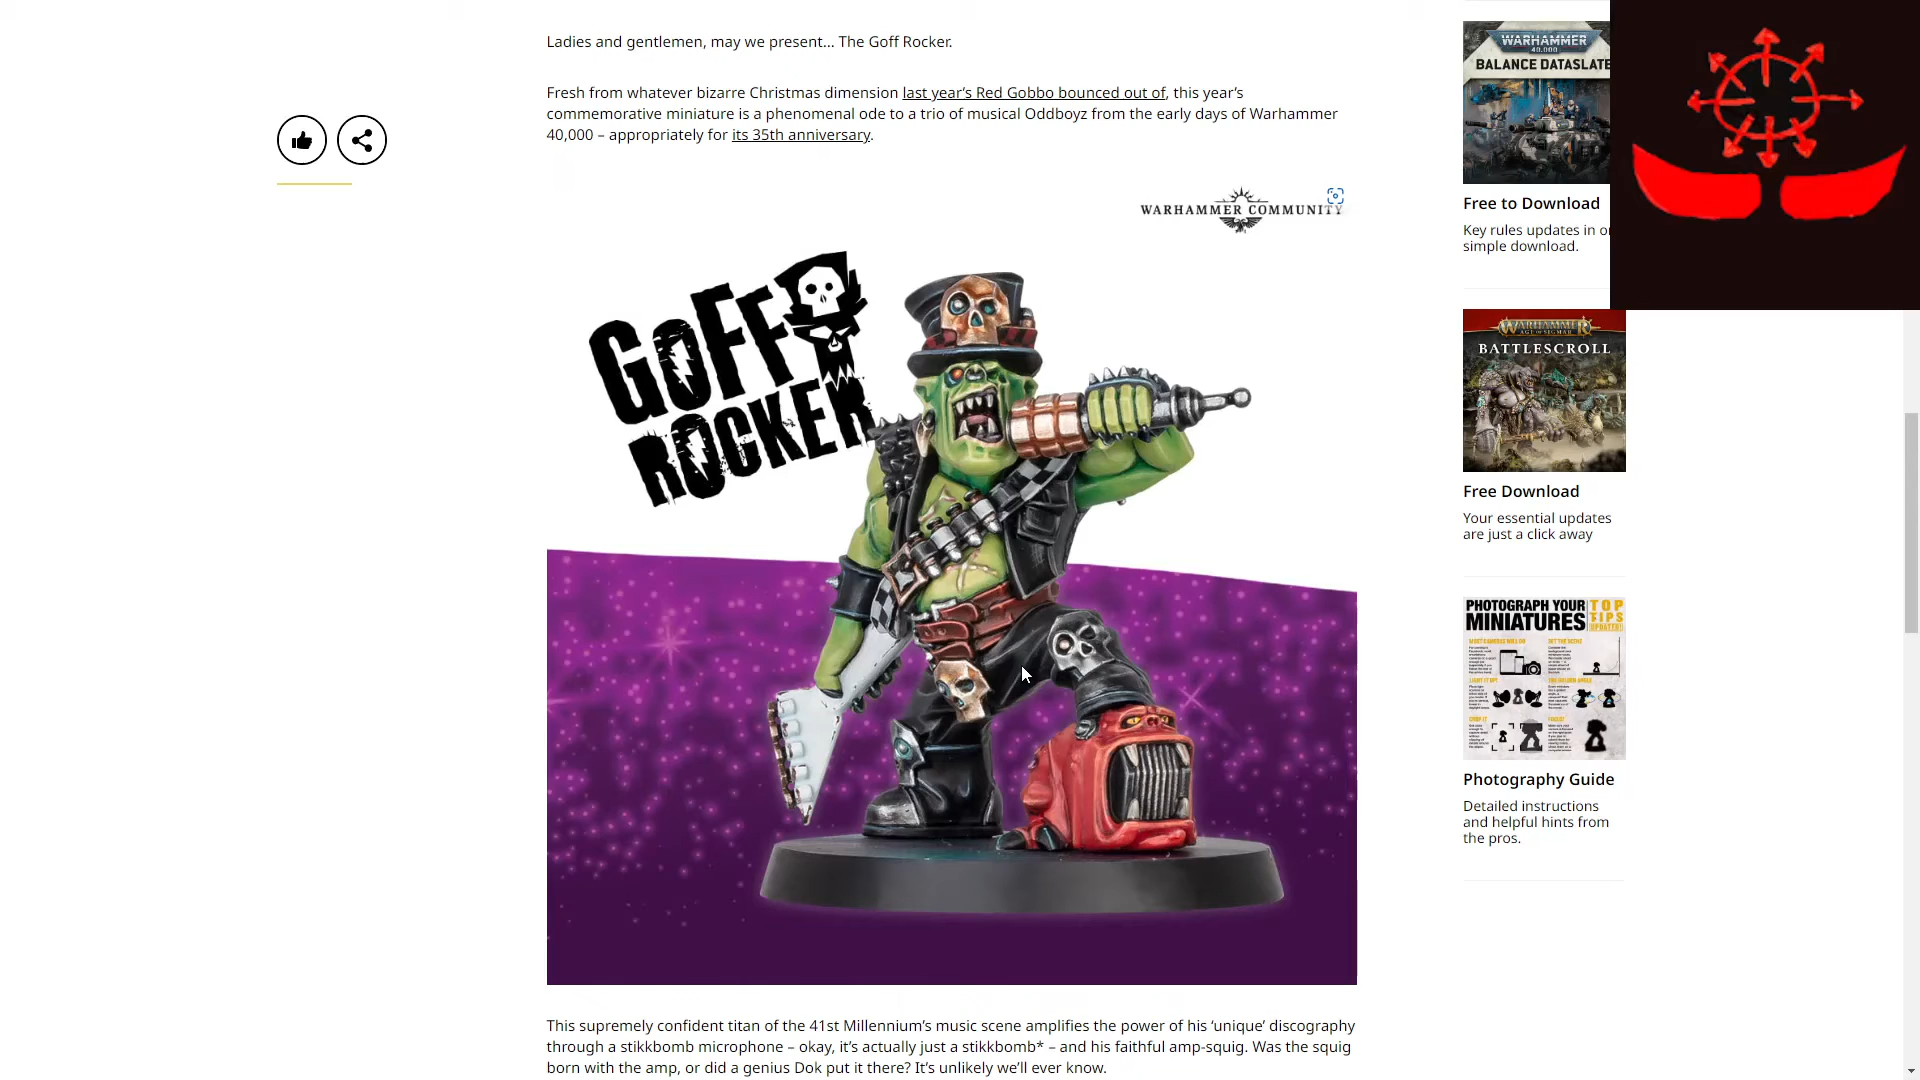 Ladies and gentlemen, may we present... The Goff Rocker.
Fresh from whatever bizarre Christmas dimension last year's Red Gobbo bounced out of, this year's
commemorative miniature is a phenomenal ode to a trio of musical Oddboyz from the early days of Warhammer
40,000 – appropriately for its 35th anniversary.
WARHAMMER COMMUNITY
GOFF
ROCKER
This supremely confident titan of the 41st Millennium's music scene amplifies the power of his 'unique' discography
through a stikkbomb microphone – okay, it's actually just a stikkbomb* – and his faithful amp-squig. Was the squig
born with the amp, or did a genius Dok put it there? It's unlikely we'll ever know.
WARHAMMER
40,000
BALANCE DATASLATE
Free to Download
Key rules updates in o
simple download.
WARHAMMER
AGE OF SIGMAR
BATTLESCROLL
Free Download
Your essential updates
are just a click away
PHOTOGRAPH YOUR
MINIATURES
TOP
TIPS
UPDATED!
Photography Guide
Detailed instructions
and helpful hints from
the pros.